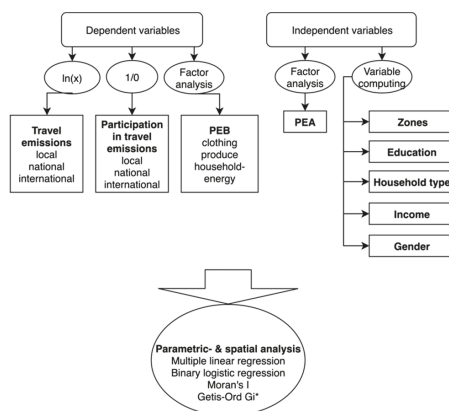 Dependent variables
Independent variables
ln(x)
1/0
Factor
analysis
Factor
analysis
Variable
computing
Travel
emissions
local
national
international
Participation
in travel
emissions
local
national
international
PEB
clothing
produce
household-
energy
PEA
Zones
Education
Household type
Income
Gender
Parametric- & spatial analysis
Multiple linear regression
Binary logistic regression
Moran's I
Getis-Ord Gi*